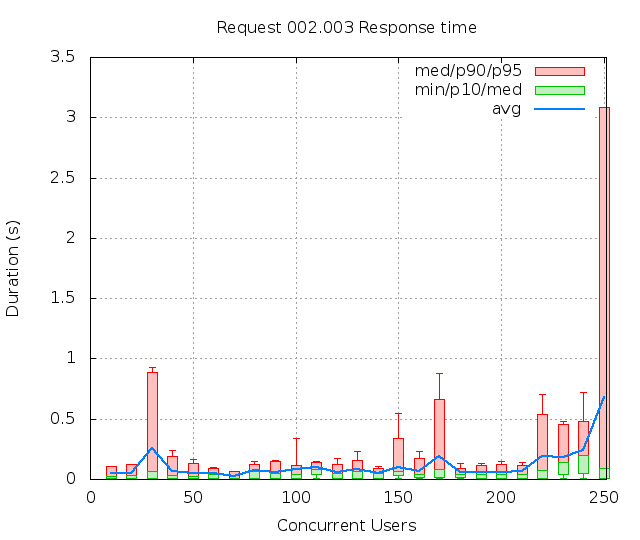 Request 002.003 Response time
3.5
med/p90/p95
min/p10/med
avg
3
2.5
2
1.5
1
0.5
0
0 50 100 150 200 250
Duration (s)
Concurrent Users